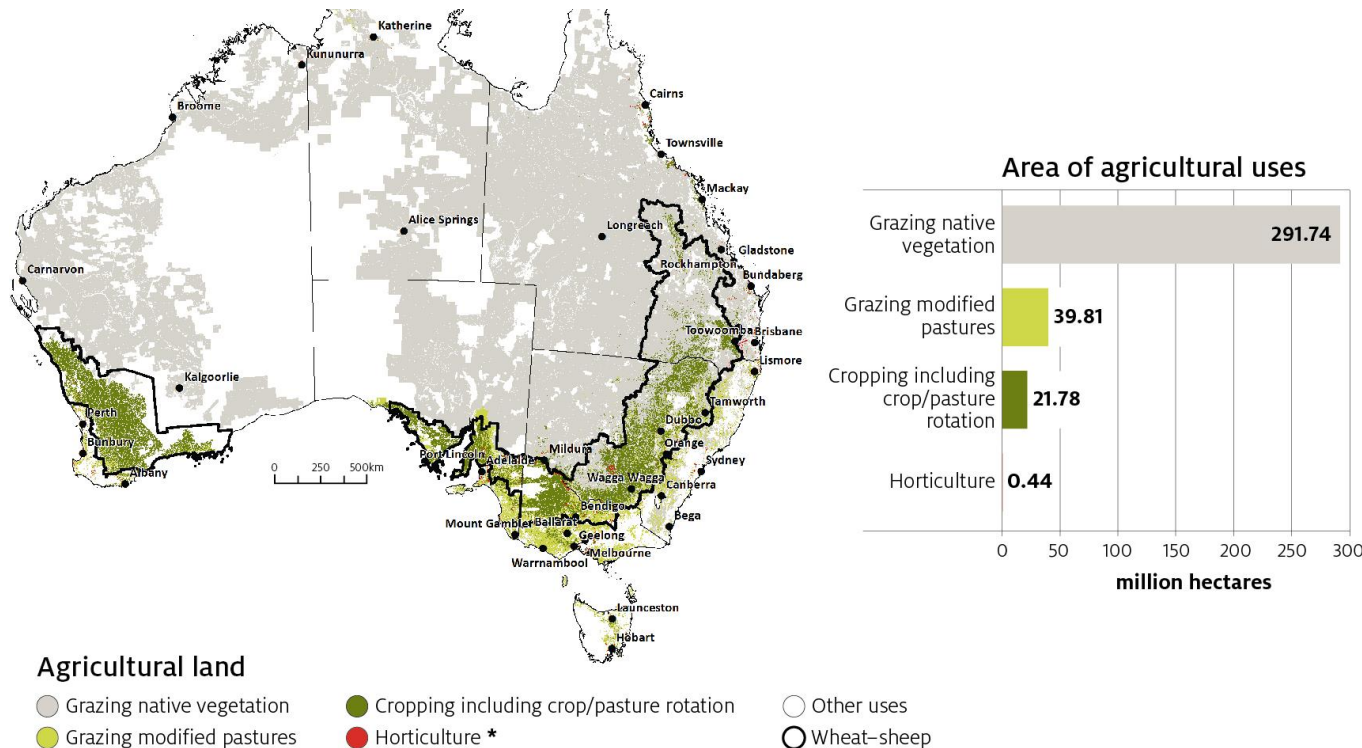 Katherine
Kununurra
Broome
Cairns
Townsville
Mackay
Alice Springs
Longreach
Gladstone
Rockhampton
Bundaberg
Carnarvon
Toowoomba
Brisbane
Lismore
Kalgoorlie
Tamworth
Dubbo
Perth
Orange
Bunbury
Mildura
Port Lincoln
Adelaide
Sydney
Albany
0 250 500km
Wagga Wagga
Canberra
Bendigo
Bega
Mount Gambier
Ballarat
Geelong
Melbourne
Warrnambool
Launceston
Hobart
Area of agricultural uses
Grazing native
vegetation
291.74
Grazing modified
pastures
39.81
Cropping including
crop/pasture
rotation
21.78
Horticulture
0.44
0 50 100 150 200 250 300
million hectares
Agricultural land
Grazing native vegetation
Cropping including crop/pasture rotation
Other uses
Grazing modified pastures
Horticulture *
Wheat–sheep